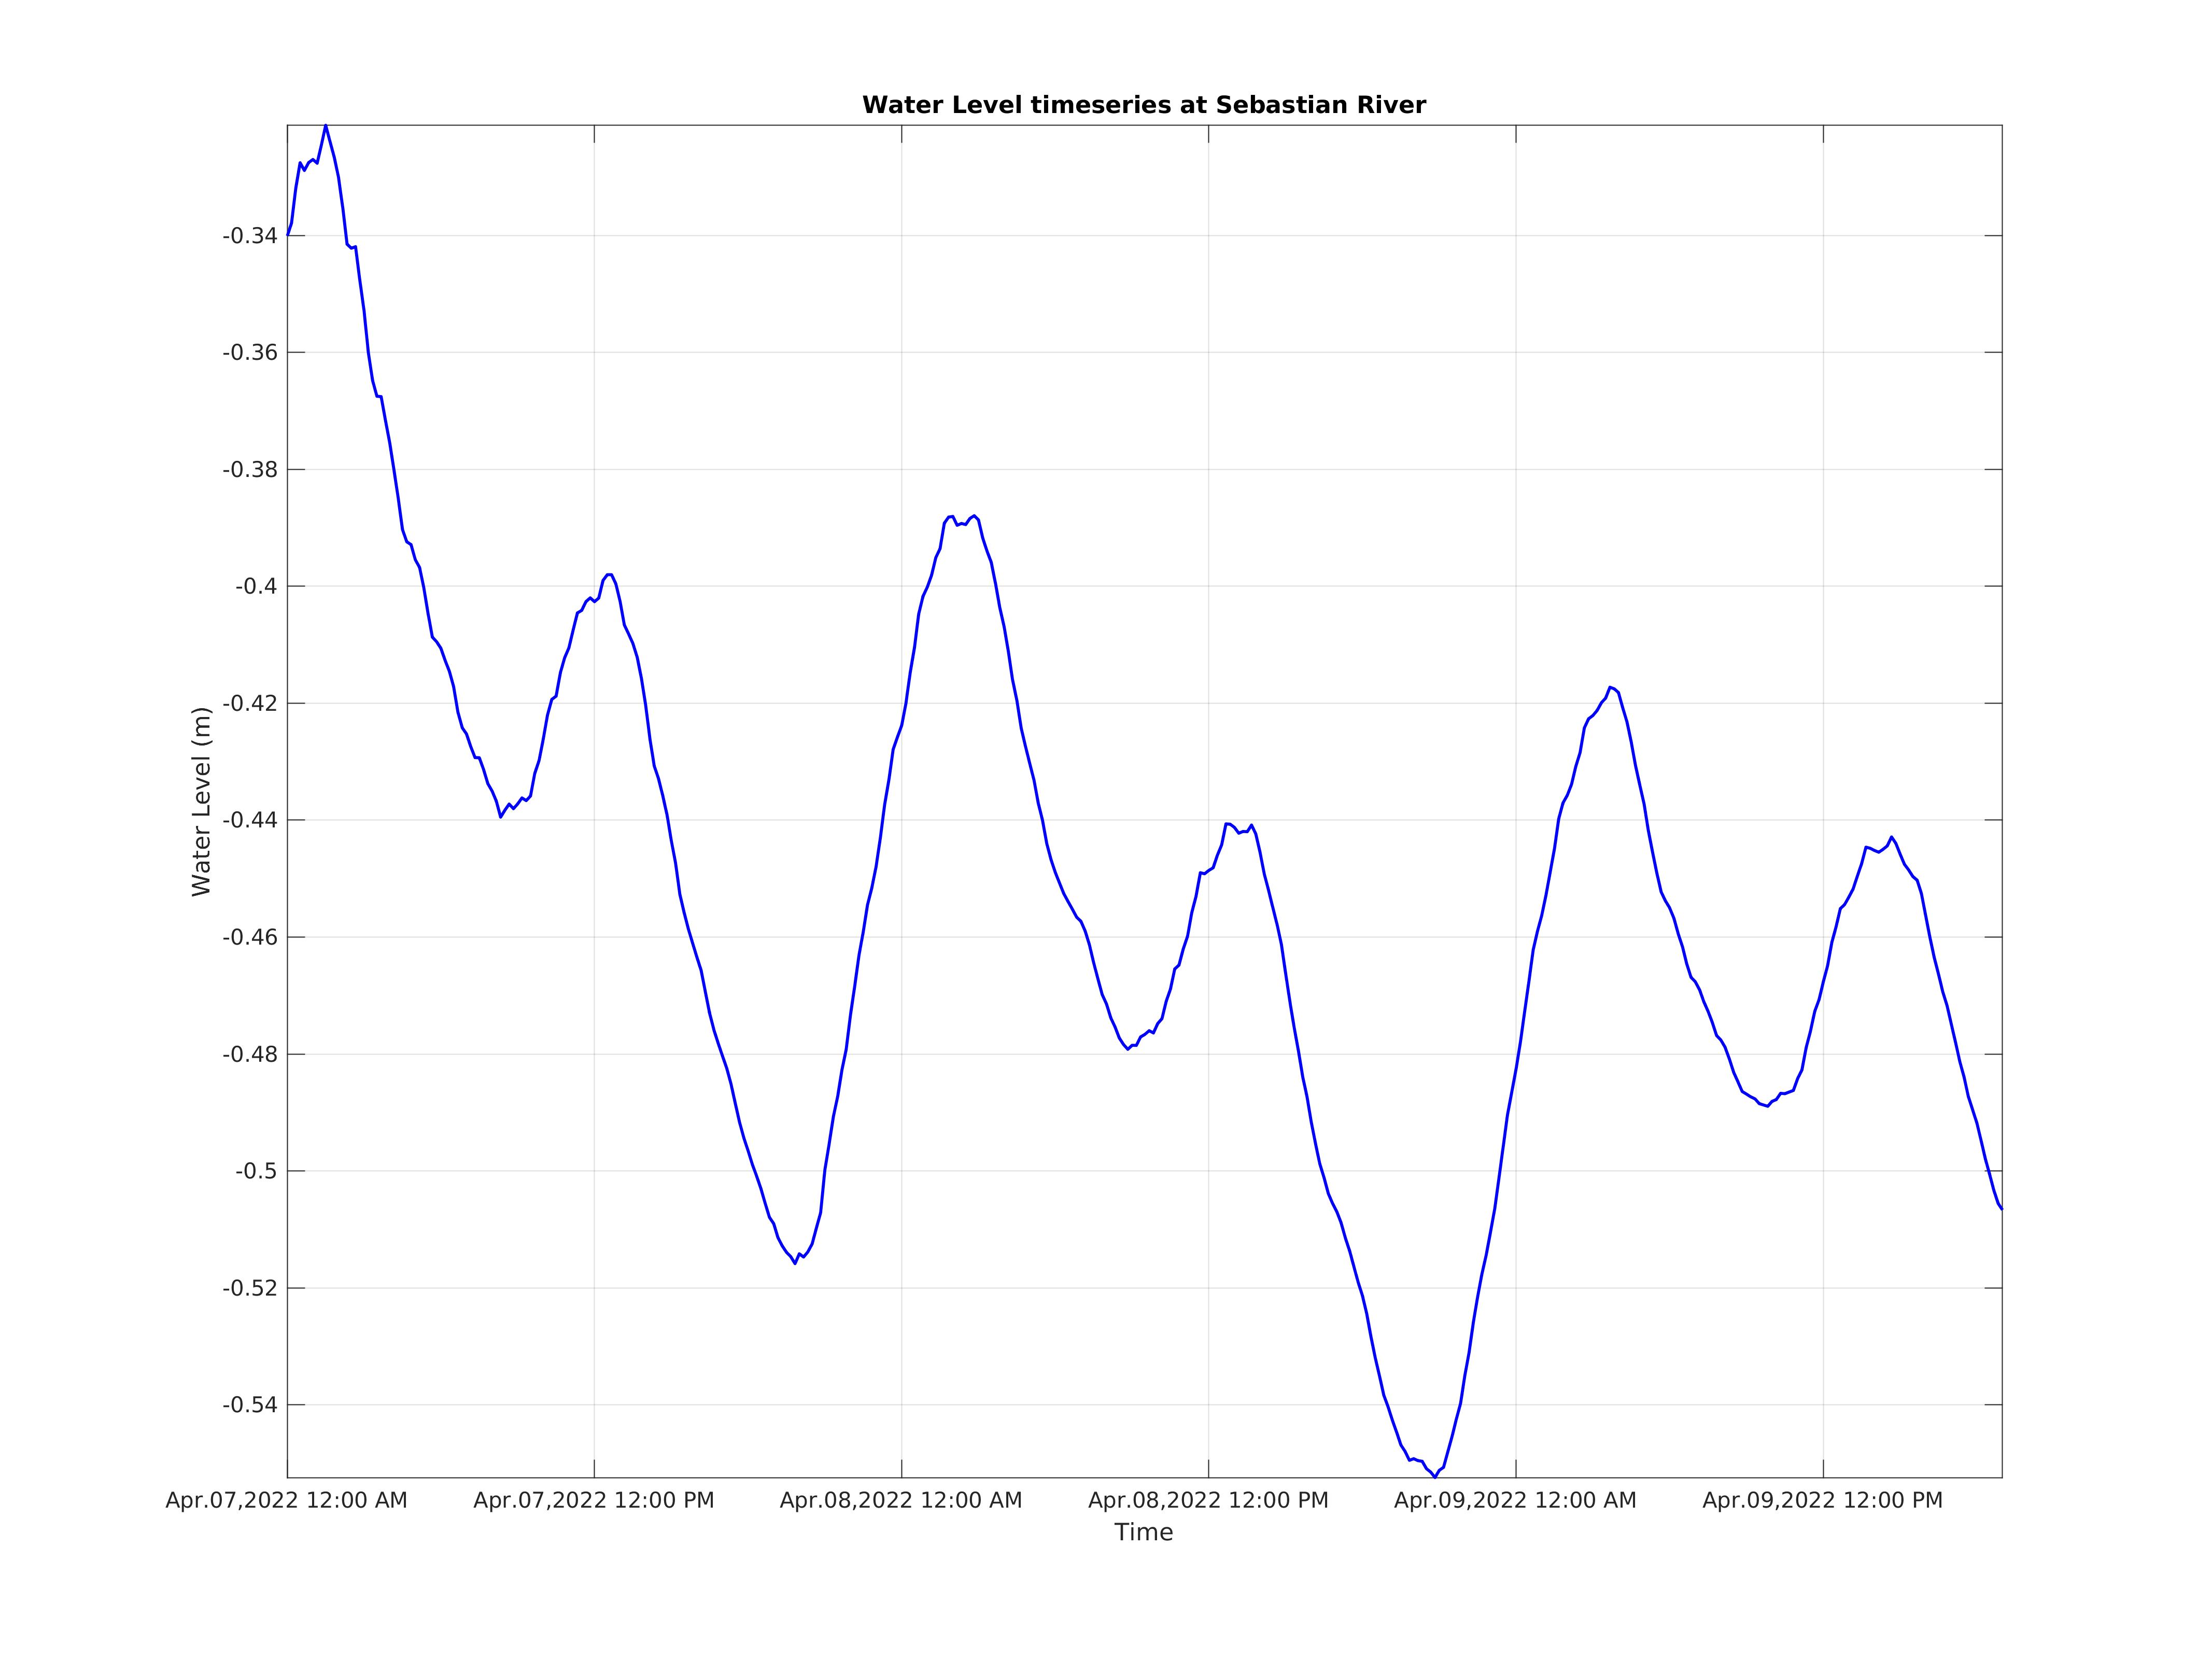 Water Level timeseries at Sebastian River
-0.34
-0.36
-0.38
-0.4
-0.42
-0.44
-0.46
-0.48
-0.5
-0.52
-0.54
Water Level (m)
Apr.07,2022 12:00 AM Apr.07,2022 12:00 PM Apr.08,2022 12:00 AM Apr.08,2022 12:00 PM Apr.09,2022 12:00 AM Apr.09,2022 12:00 PM
Time